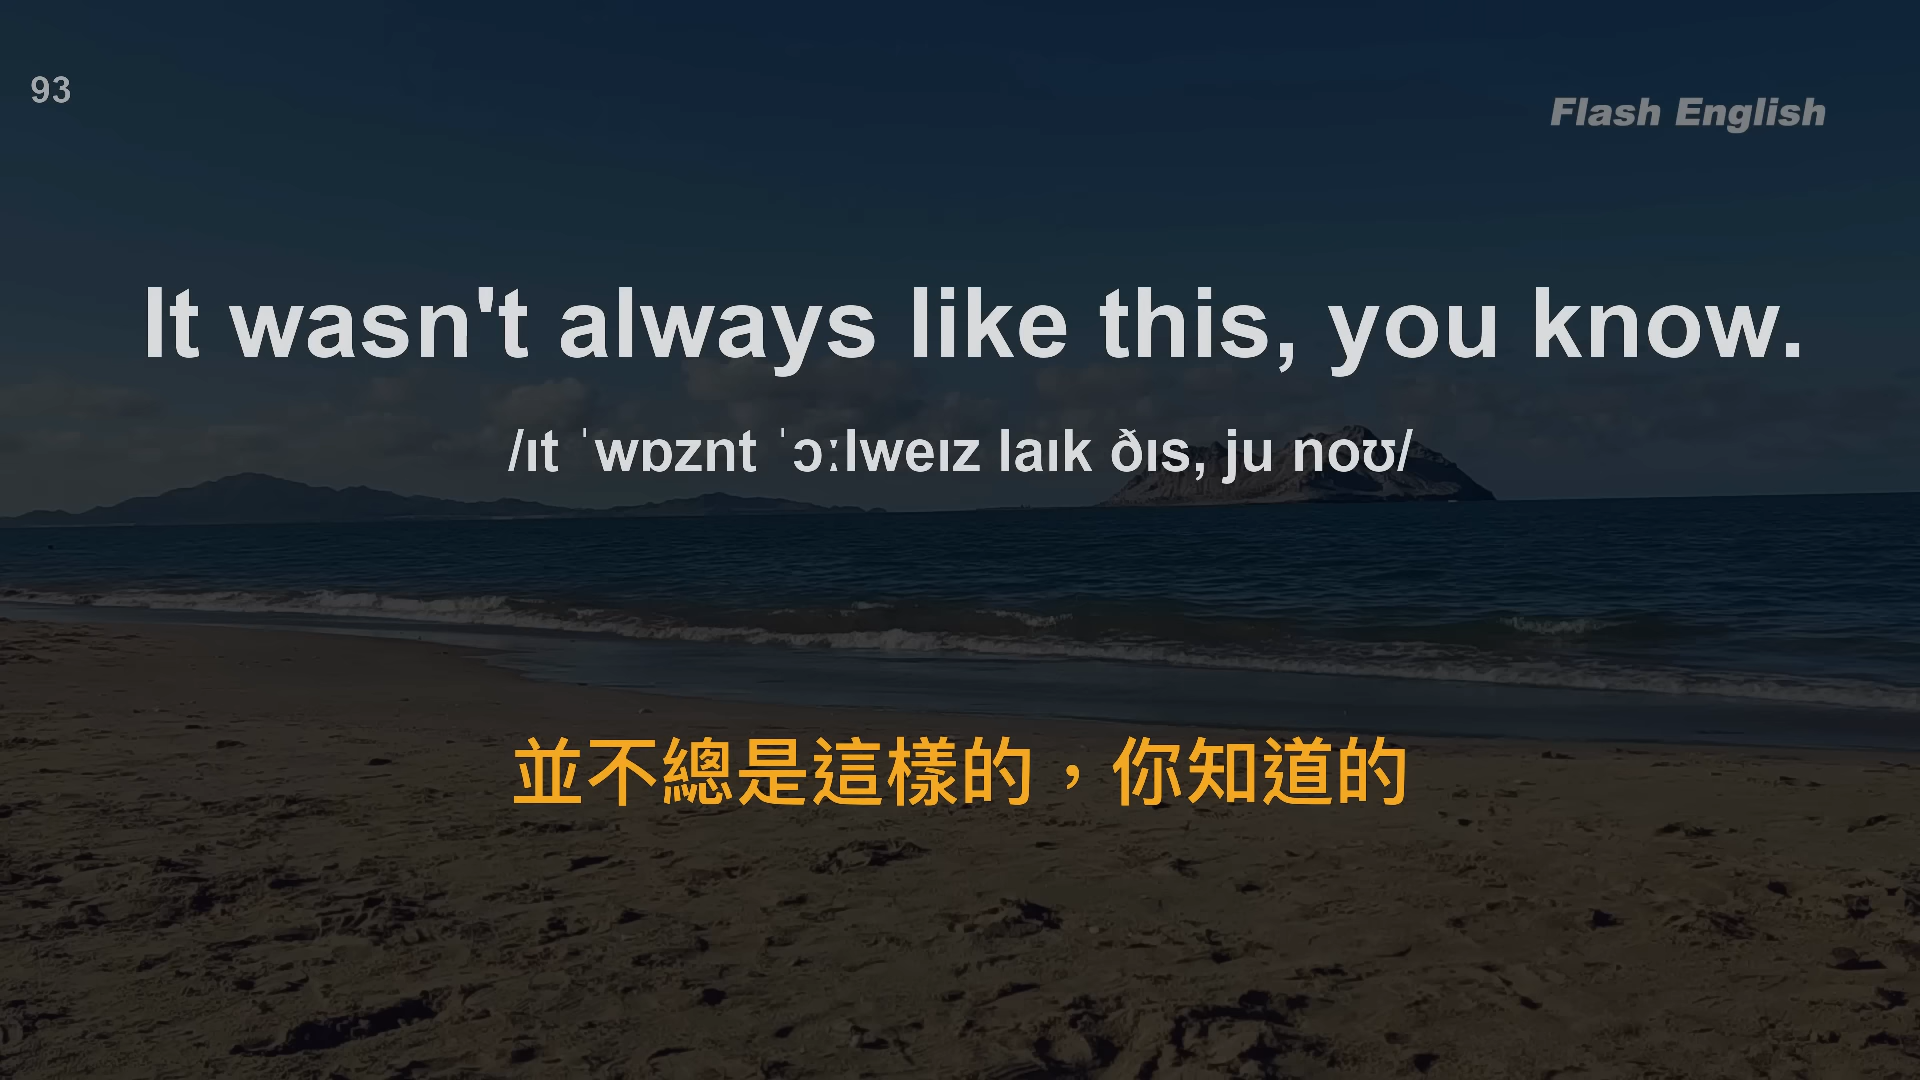 93
Flash English
It wasn't always like this, you know.
/ɪt ˈwɒznt ˈɔːlweɪz laɪk ðɪs, ju noʊ/
並不總是這樣的，你知道的